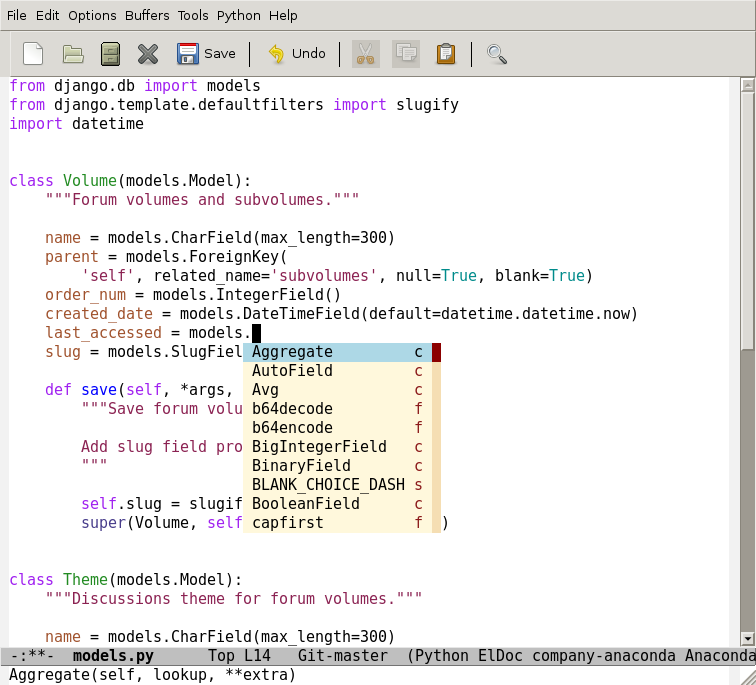 File Edit Options Buffers Tools Python Help
Save Undo
from django.db import models
from django.template.defaultfilters import slugify
import datetime
class Volume(models.Model):
"""Forum volumes and subvolumes."""
name = models.CharField(max_length=300)
parent = models.ForeignKey(
'self', related_name='subvolumes', null=True, blank=True)
order_num = models.IntegerField()
created_date = models.DateTimeField(default=datetime.datetime.now)
last_accessed = models.
slug = models.SlugFiel
Aggregate c
AutoField c
def save(self, *args,
Avg c
"""Save forum volu
b64decode f
b64encode f
Add slug field pro
BigIntegerField c
"""
BinaryField c
BLANK_CHOICE_DASH s
self.slug = slugif
BooleanField c
super(Volume, self
capfirst f
)
class Theme(models.Model):
"""Discussions theme for forum volumes."""
name = models.CharField(max_length=300)
-:**- models.py Top L14 Git-master (Python ElDoc company-anaconda Anaconda
Aggregate(self, lookup, **extra)